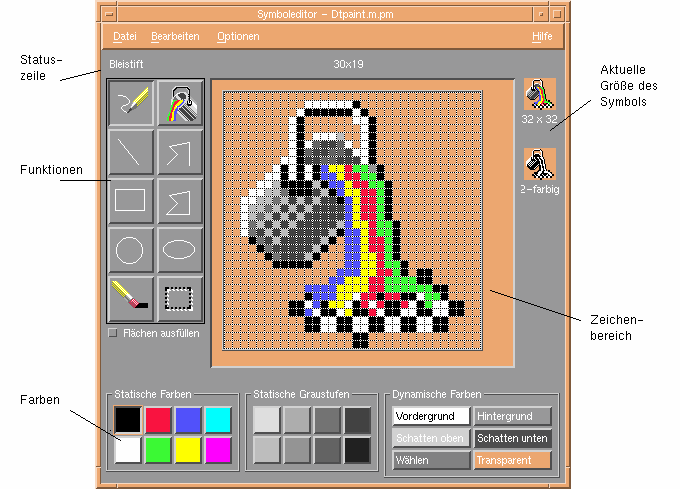 Symboleditor – Dtpaint.m.pm
Datei Bearbeiten Optionen Hilfe
Bleistift 30x19
Status-
zeile
Aktuelle
Größe des
Symbols
32 x 32
Funktionen
2-farbig
Zeichen-
bereich
Flächen ausfüllen
Farben
Statische Farben
Statische Graustufen
Dynamische Farben
Vordergrund
Hintergrund
Schatten oben
Schatten unten
Wählen
Transparent